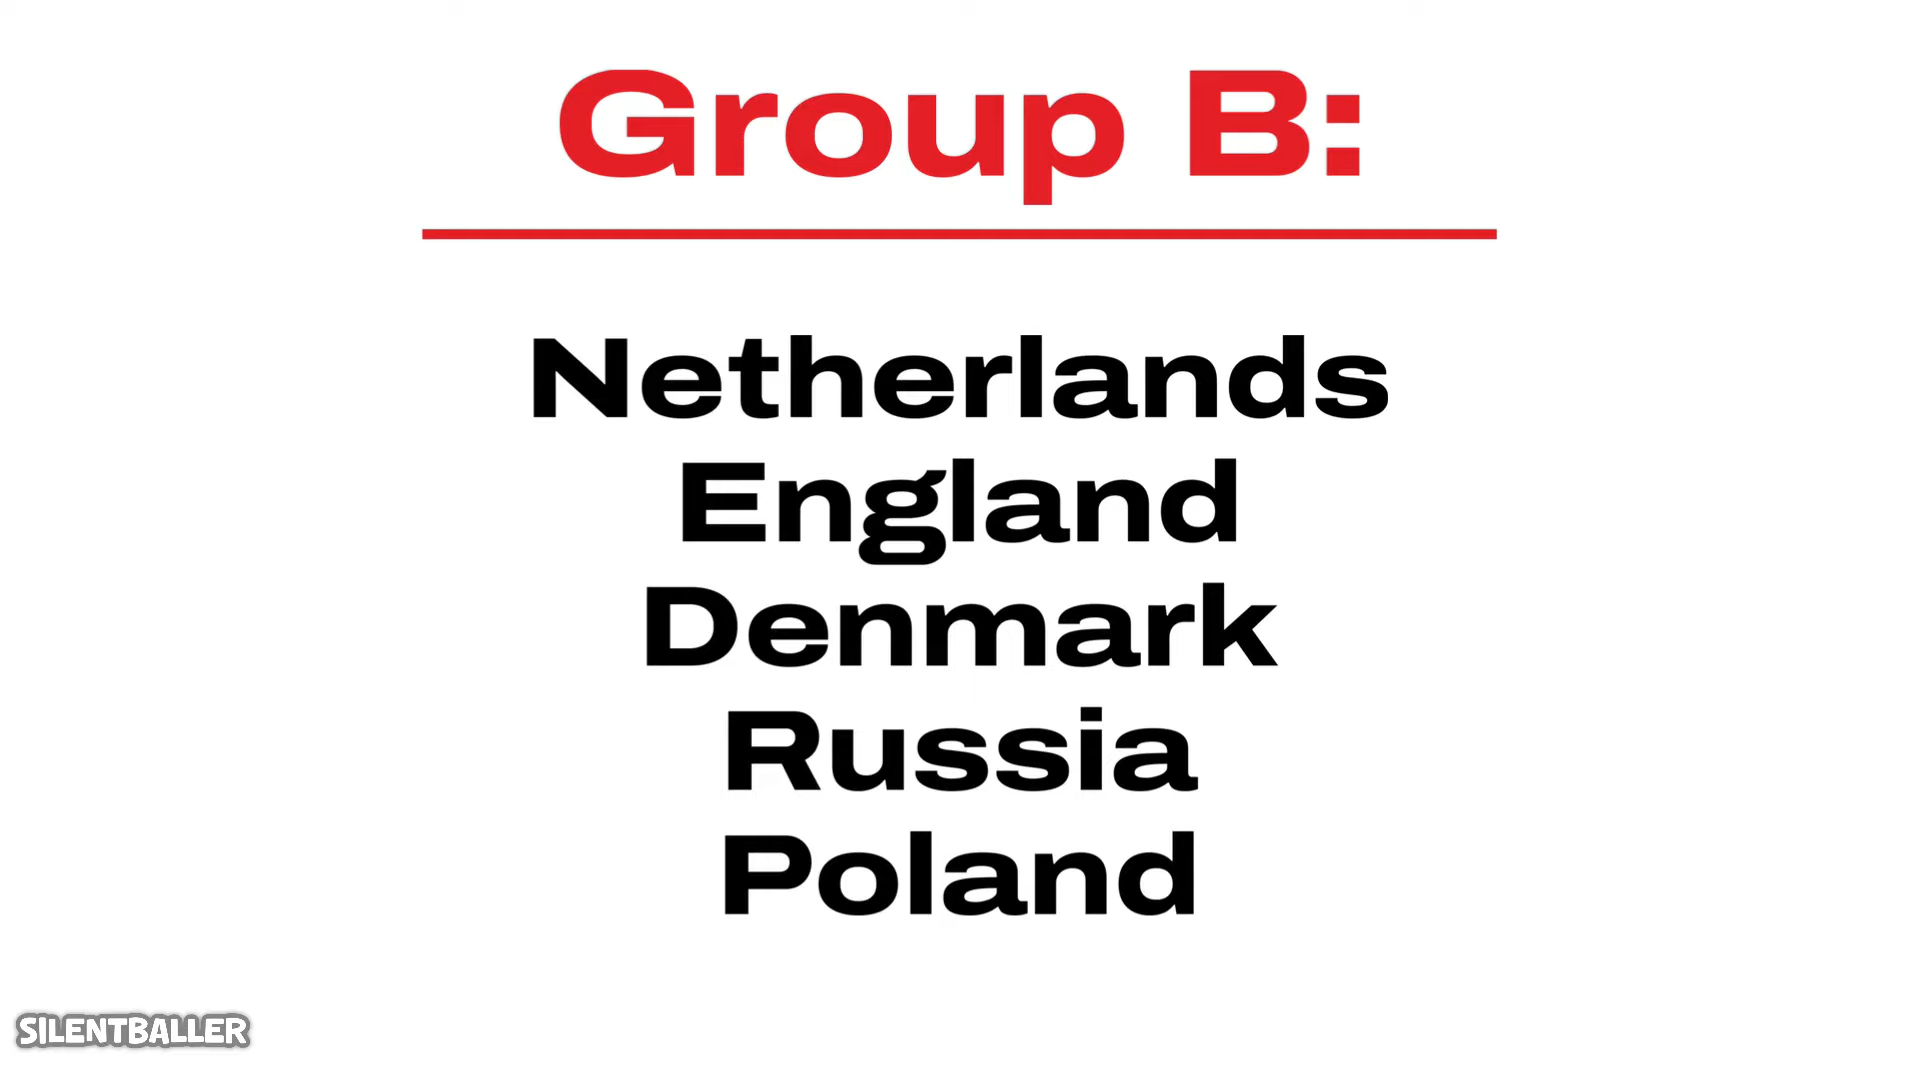 Group B:
Netherlands
England
Denmark
Russia
Poland
SILENTBALLER